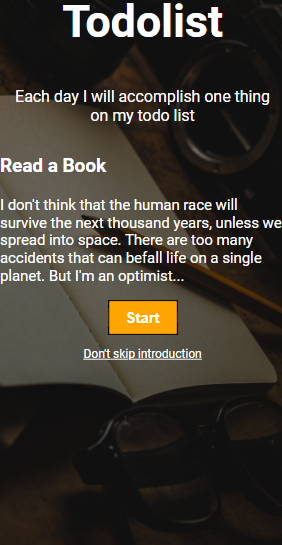 Todolist
Each day I will accomplish one thing
on my todo list
Read a Book
I don't think that the human race will
survive the next thousand years, unless we
spread into space. There are too many
accidents that can befall life on a single
planet. But I'm an optimist...
Start
Don't skip introduction